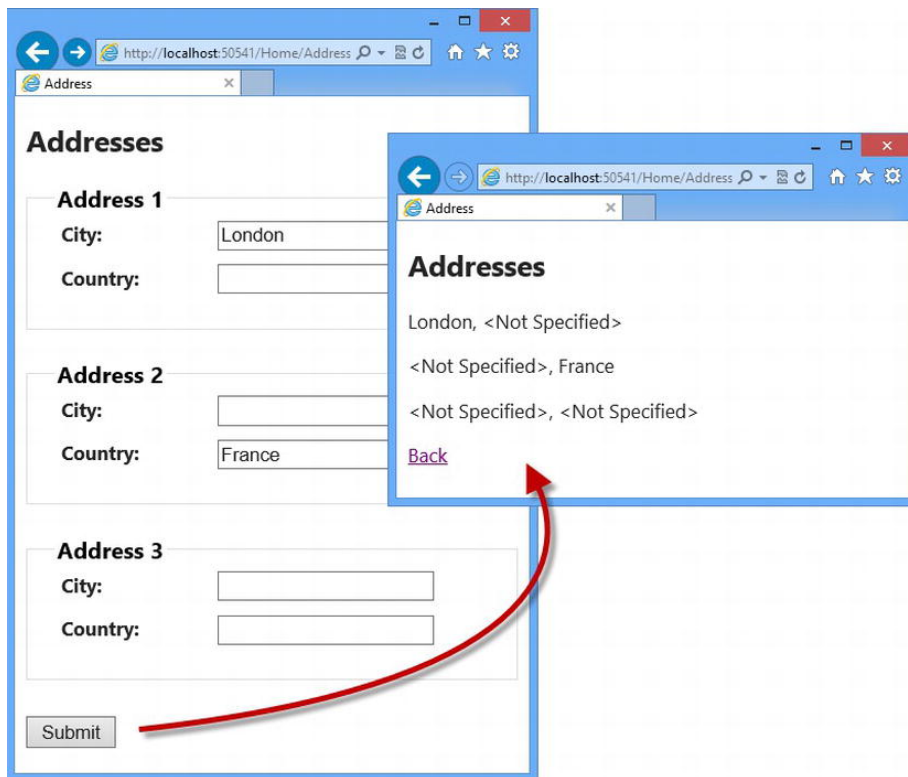 http://localhost:50541/Home/Address
Address
Addresses
Address 1
City:
London
Country:
Address 2
City:
Country:
France
Address 3
City:
Country:
Submit
http://localhost:50541/Home/Address
Address
Addresses
London, <Not Specified>
<Not Specified>, France
<Not Specified>, <Not Specified>
Back